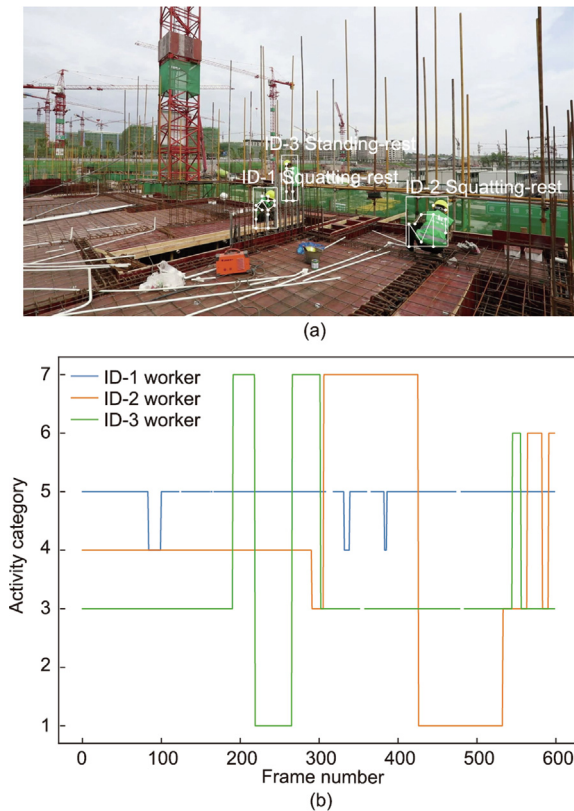 ID-3 Standing-rest
ID-1 Squatting-rest
ID-2 Squatting-rest
(a)
7
6
5
4
3
2
1
Activity category
ID-1 worker
ID-2 worker
ID-3 worker
0
100
200
300
400
500
600
Frame number
(b)